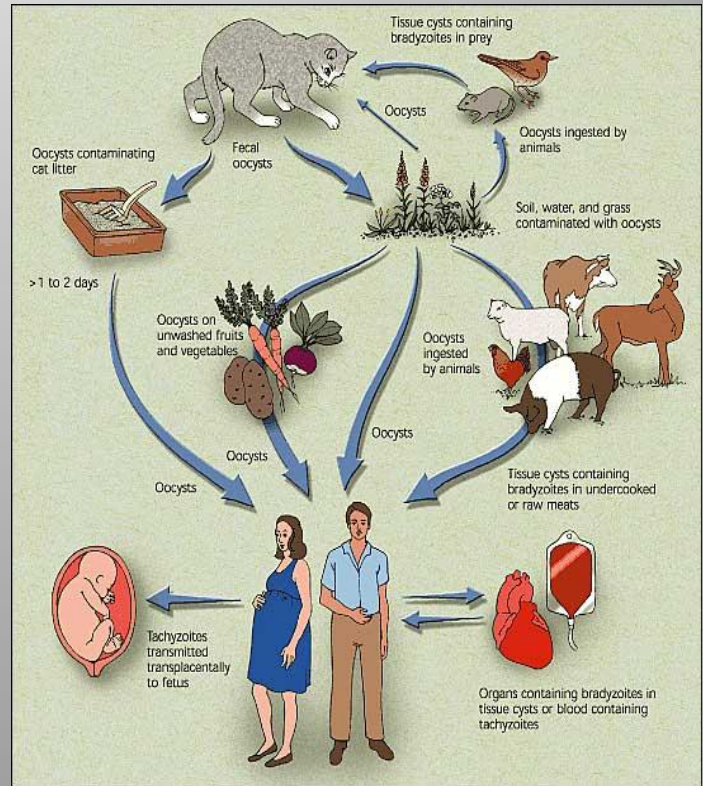 Tissue cysts containing
bradyzoites in prey
Oocysts
Oocysts ingested by
animals
Fecal
oocysts
Oocysts contaminating
cat litter
Soil, water, and grass
contaminated with oocysts
>1 to 2 days
Oocysts on
unwashed fruits
and vegetables
Oocysts
ingested
by animals
Oocysts
Oocysts
Oocysts
Tissue cysts containing
bradyzoites in undercooked
or raw meats
Tachyzoites
transmitted
transplacentally
to fetus
Organs containing bradyzoites in
tissue cysts or blood containing
tachyzoites